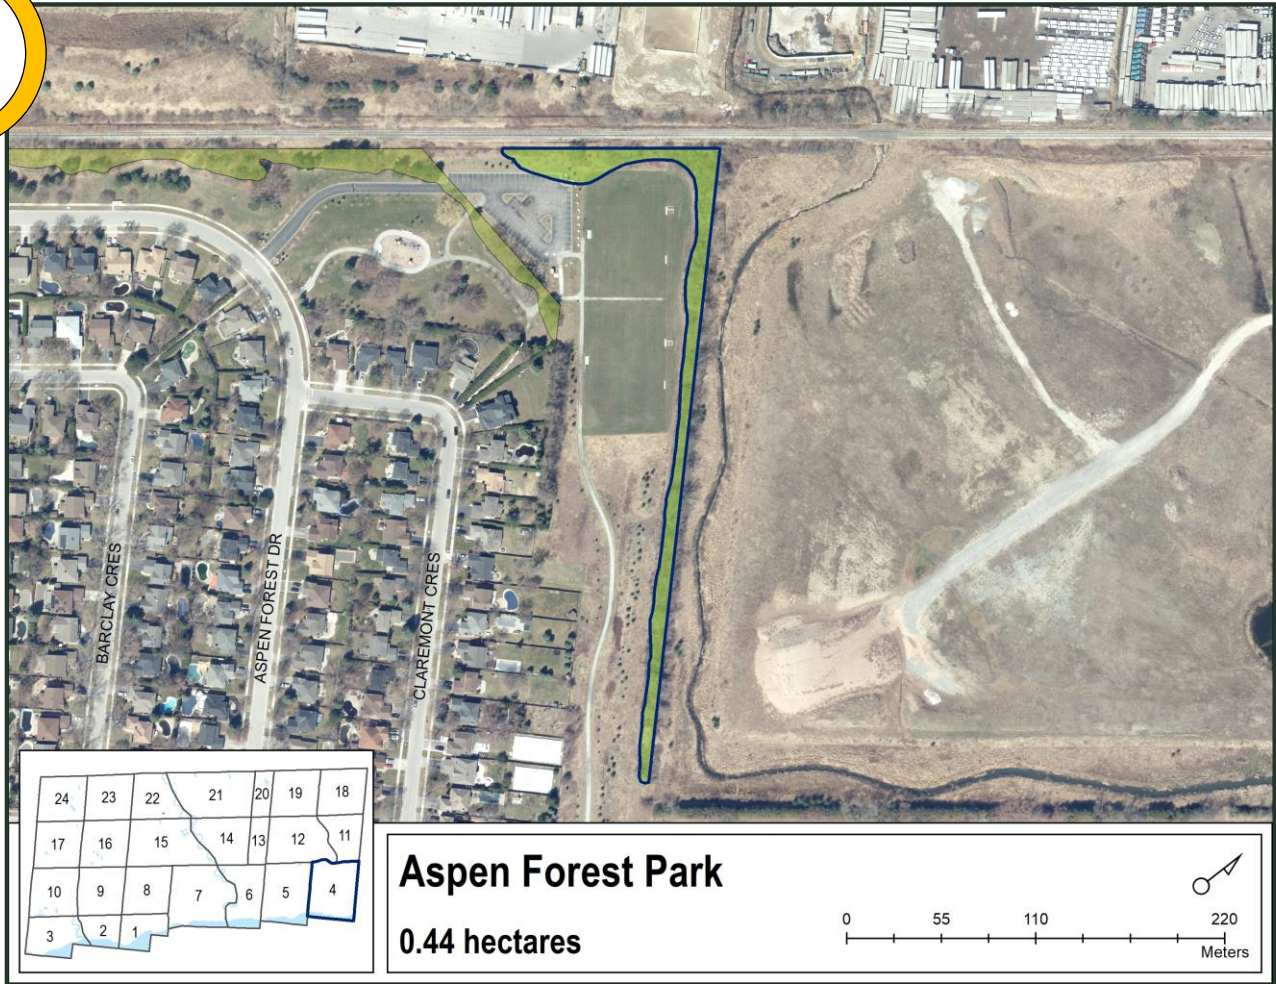 BARCLAY CRES
ASPEN FOREST DR
CLAREMONT CRES
24 23 22 21 20 19 18
17 16 15 14 13 12 11
10 9 8 7 6 5 4
3 2 1
Aspen Forest Park
0.44 hectares
0 55 110 220
Meters